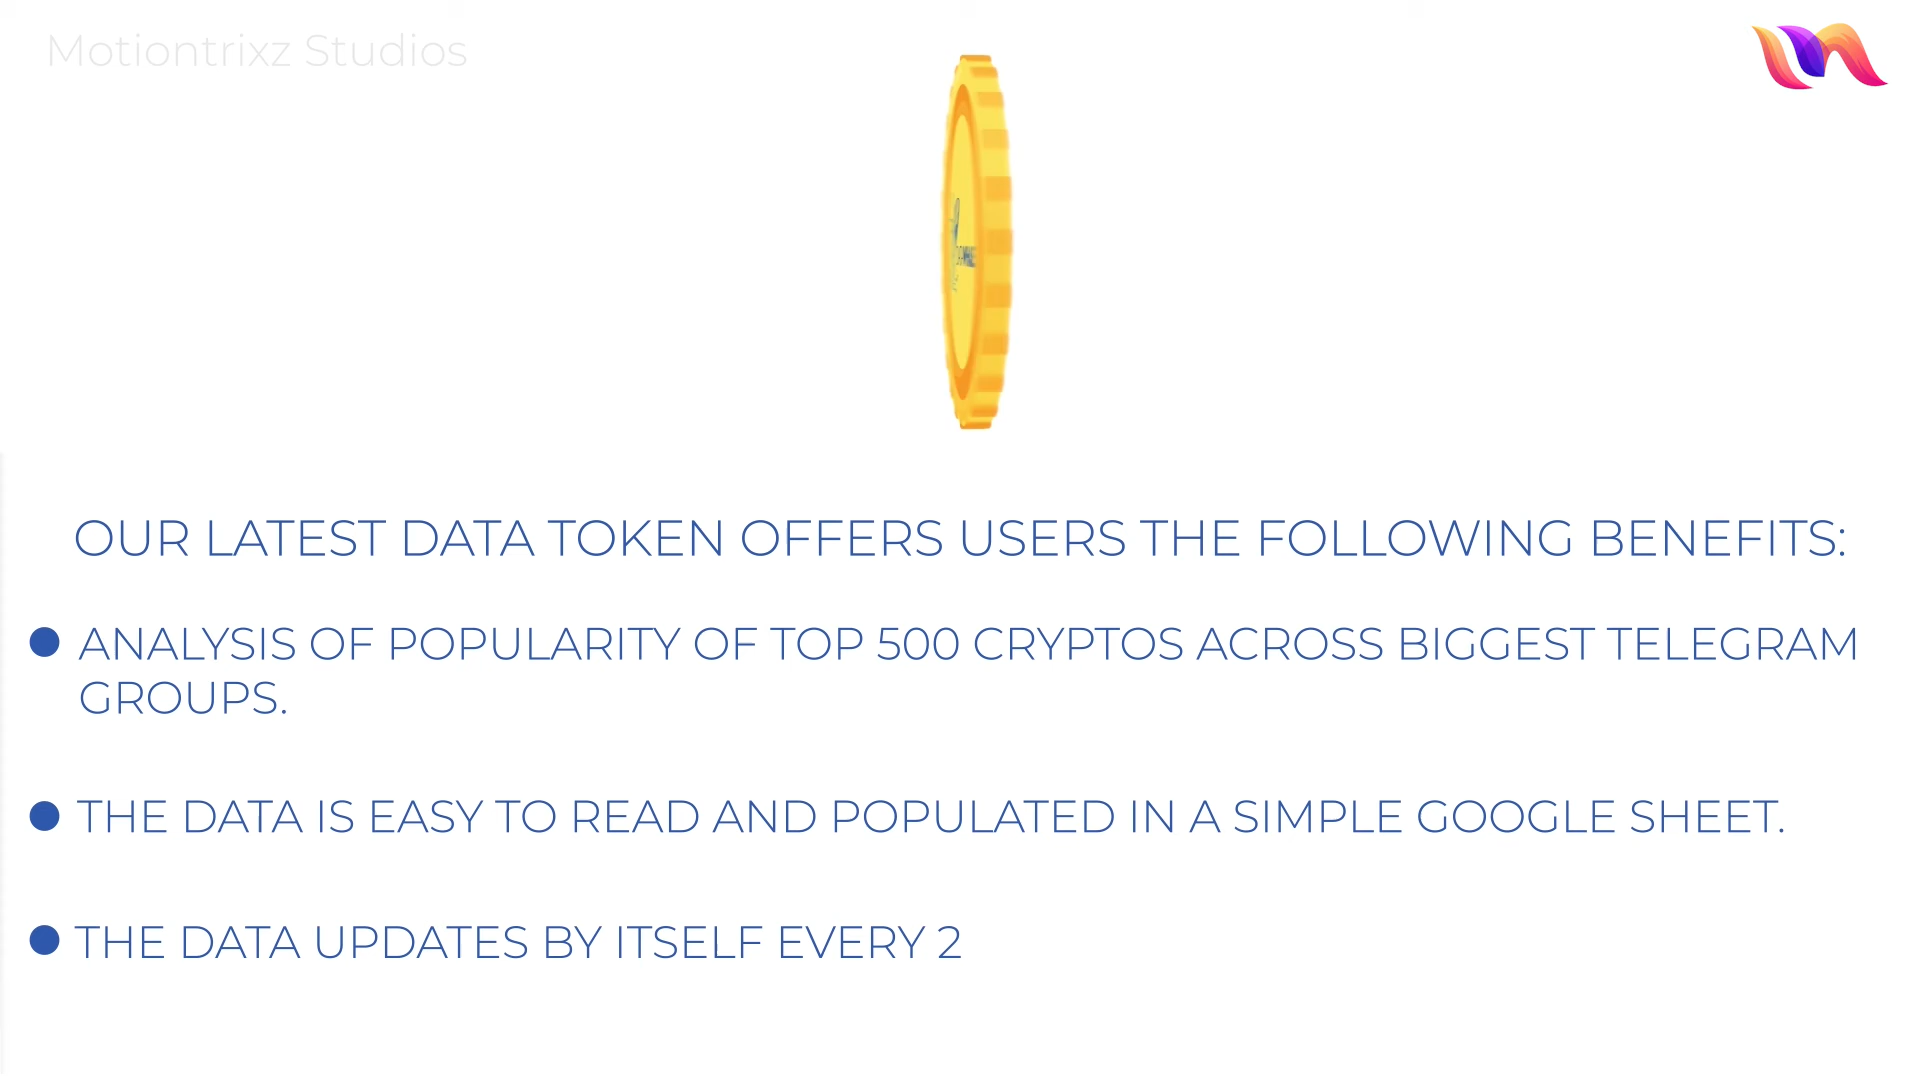 Motiontrixz Studios
OUR LATEST DATA TOKEN OFFERS USERS THE FOLLOWING BENEFITS:
ANALYSIS OF POPULARITY OF TOP 500 CRYPTOS ACROSS BIGGEST TELEGRAM
GROUPS.
THE DATA IS EASY TO READ AND POPULATED IN A SIMPLE GOOGLE SHEET.
THE DATA UPDATES BY ITSELF EVERY 2